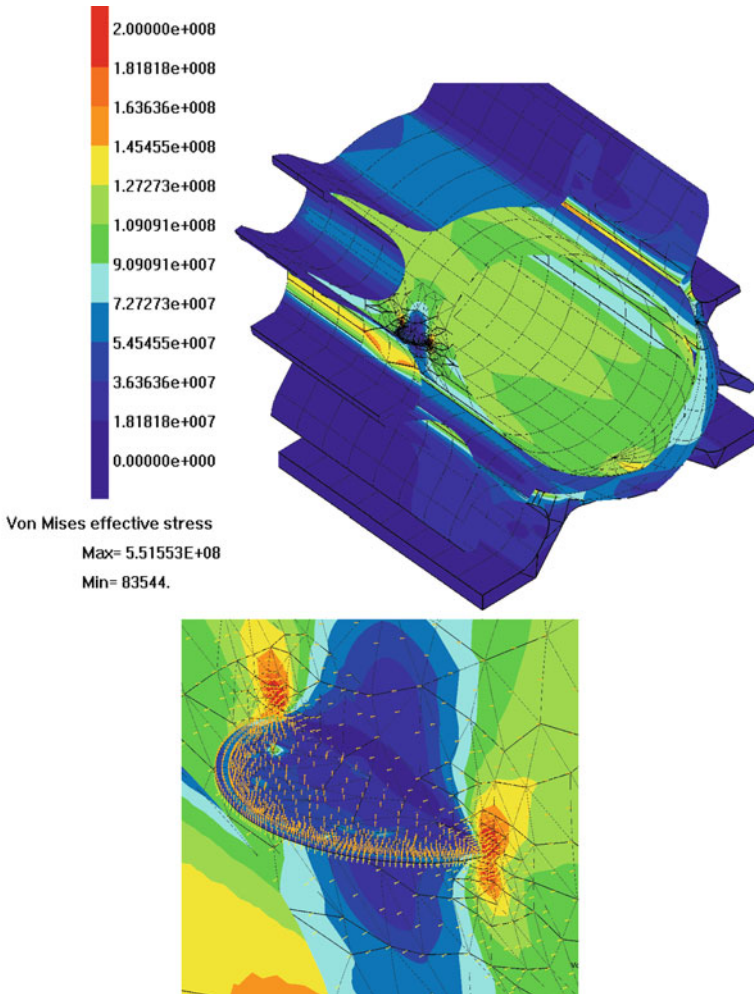 2.00000e+008
1.81818e+008
1.63636e+008
1.45455e+008
1.27273e+008
1.09091e+008
9.09091e+007
7.27273e+007
5.45455e+007
3.63636e+007
1.81818e+007
0.00000e+000
Von Mises effective stress
Max= 5.51553E+08
Min= 83544.